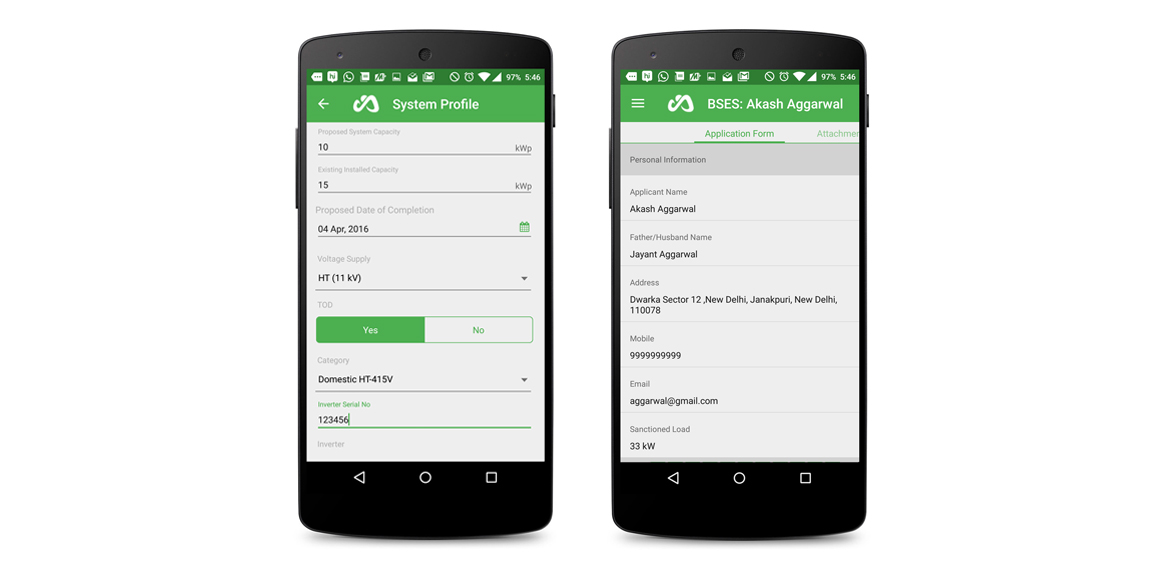 97% 5:46
System Profile
Proposed System Capacity
10 kWp
Existing Installed Capacity
15 kWp
Proposed Date of Completion
04 Apr, 2016
Voltage Supply
HT (11 kV)
TOD
Yes No
Category
Domestic HT-415V
Inverter Serial No
123456
Inverter
97% 5:46
BSES: Akash Aggarwal
Application Form Attachmen
Personal Information
Applicant Name
Akash Aggarwal
Father/Husband Name
Jayant Aggarwal
Address
Dwarka Sector 12 ,New Delhi, Janakpuri, New Delhi,
110078
Mobile
9999999999
Email
aggarwal@gmail.com
Sanctioned Load
33 kW